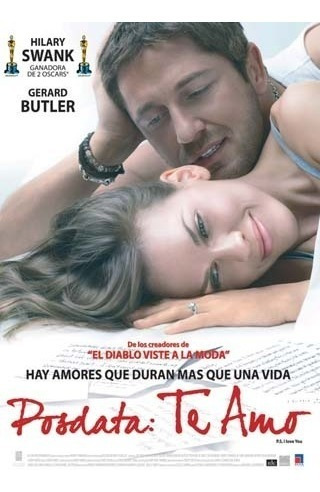 HILARY
SWANK
GANADORA
DE 2 OSCARS®
GERARD
BUTLER
De los creadores de
"EL DIABLO VISTE A LA MODA"
HAY AMORES QUE DURAN MAS QUE UNA VIDA
Posdata: Te Amo
P.S. I Love You